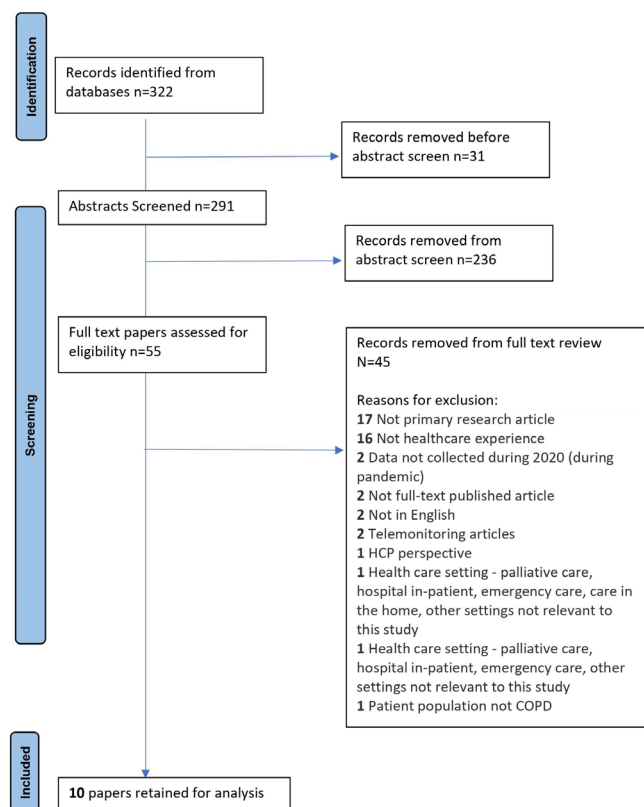 Identification
Records identified from
databases n=322
Records removed before
abstract screen n=31
Screening
Abstracts Screened n=291
Records removed from
abstract screen n=236
Full text papers assessed for
eligibility n=55
Records removed from full text review
N=45
Reasons for exclusion:
17 Not primary research article
16 Not healthcare experience
2 Data not collected during 2020 (during
pandemic)
2 Not full-text published article
2 Not in English
2 Telemonitoring articles
1 HCP perspective
1 Health care setting - palliative care,
hospital in-patient, emergency care, care in
the home, other settings not relevant to
this study
1 Health care setting - palliative care,
hospital in-patient, emergency care, other
settings not relevant to this study
1 Patient population not COPD
Included
10 papers retained for analysis